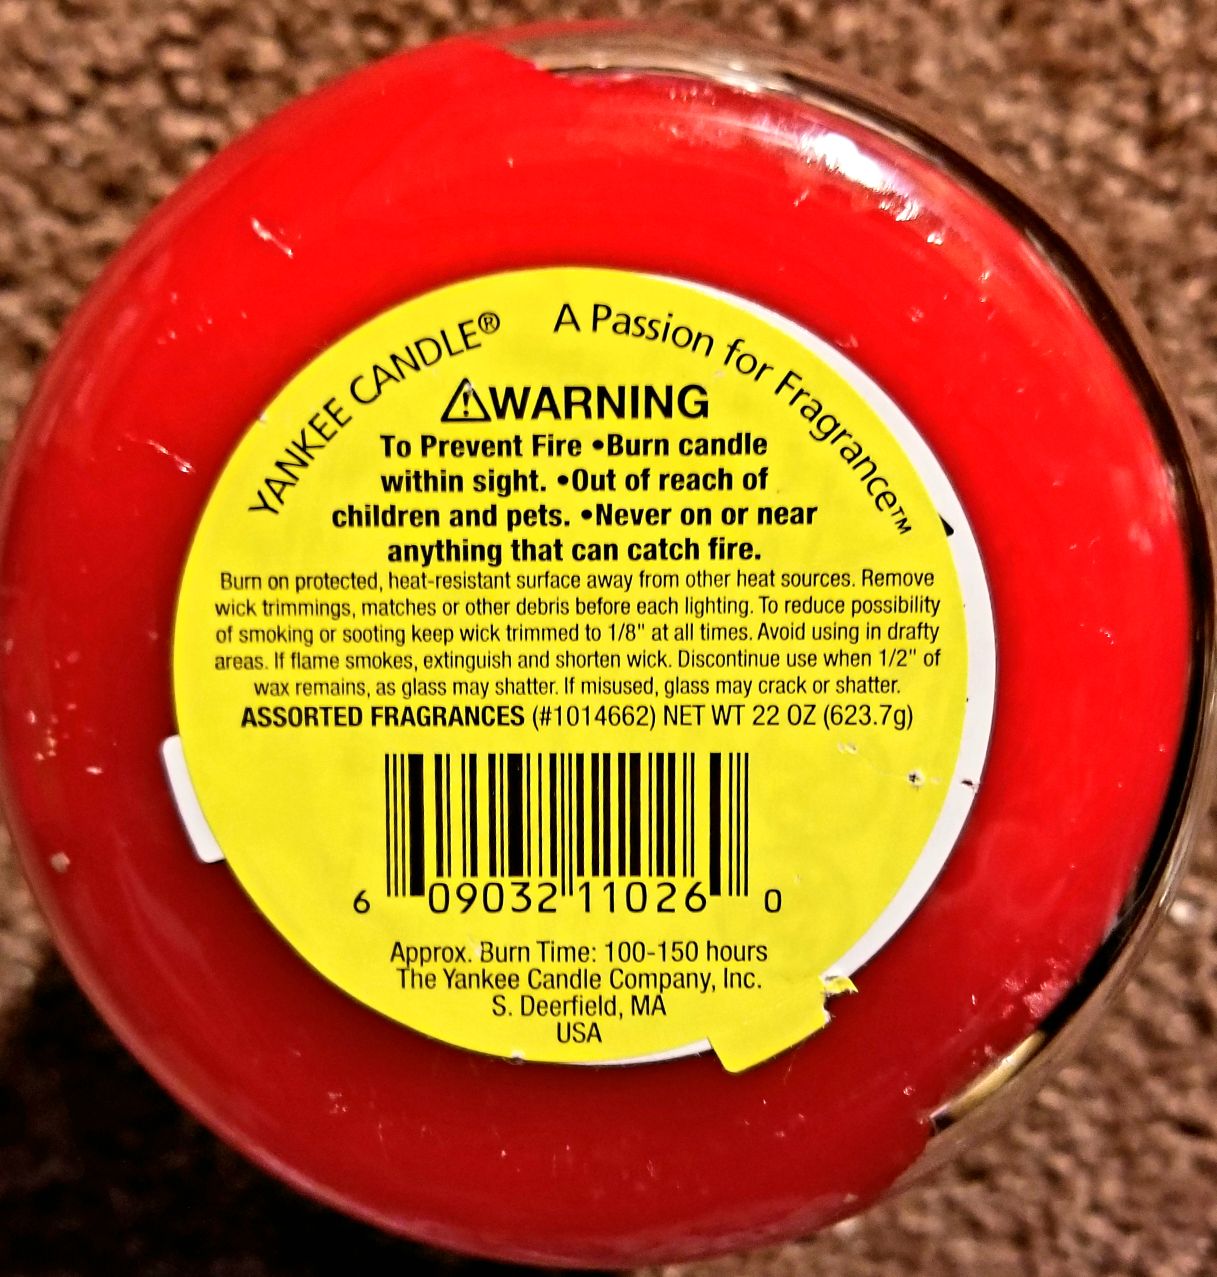 YANKEE CANDLE® A Passion for Fragrance™
⚠WARNING
To Prevent Fire •Burn candle
within sight. •Out of reach of
children and pets. •Never on or near
anything that can catch fire.
Burn on protected, heat-resistant surface away from other heat sources. Remove
wick trimmings, matches or other debris before each lighting. To reduce possibility
of smoking or sooting keep wick trimmed to 1/8" at all times. Avoid using in drafty
areas. If flame smokes, extinguish and shorten wick. Discontinue use when 1/2" of
wax remains, as glass may shatter. If misused, glass may crack or shatter.
ASSORTED FRAGRANCES (#1014662) NET WT 22 OZ (623.7g)
6 09032 11026 0
Approx. Burn Time: 100-150 hours
The Yankee Candle Company, Inc.
S. Deerfield, MA
USA